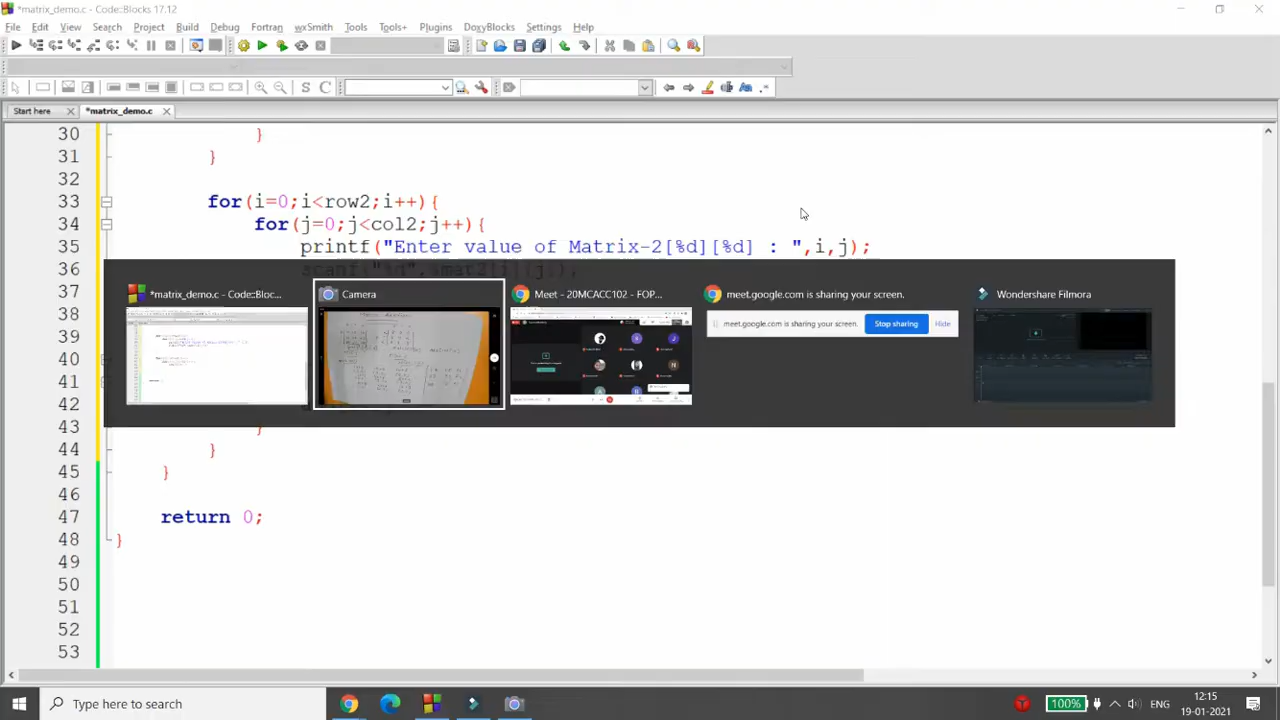 *matrix_demo.c - Code::Blocks 17.12
File Edit View Search Project Build Debug Fortran wxSmith Tools Tools+ Plugins DoxyBlocks Settings Help
Start here
*matrix_demo.c
30 }
31 }
32
33 for(i=0;i<row2;i++){
34 for(j=0;j<col2;j++){
35 printf("Enter value of Matrix-2[%d][%d] : ",i,j);
36 scanf("%d",&mat2[i][j]);
*matrix_demo.c - Code::Bloc...
Camera
Meet - 20MCACC102 - FOP...
meet.google.com is sharing your screen.
Wondershare Filmora
meet.google.com is sharing your screen.
Stop sharing
Hide
37
38
39
40
41
42
43 }
44 }
45 }
46
47 return 0;
48 }
49
50
51
52
53
Type here to search
100%
ENG
12:15
19-01-2021